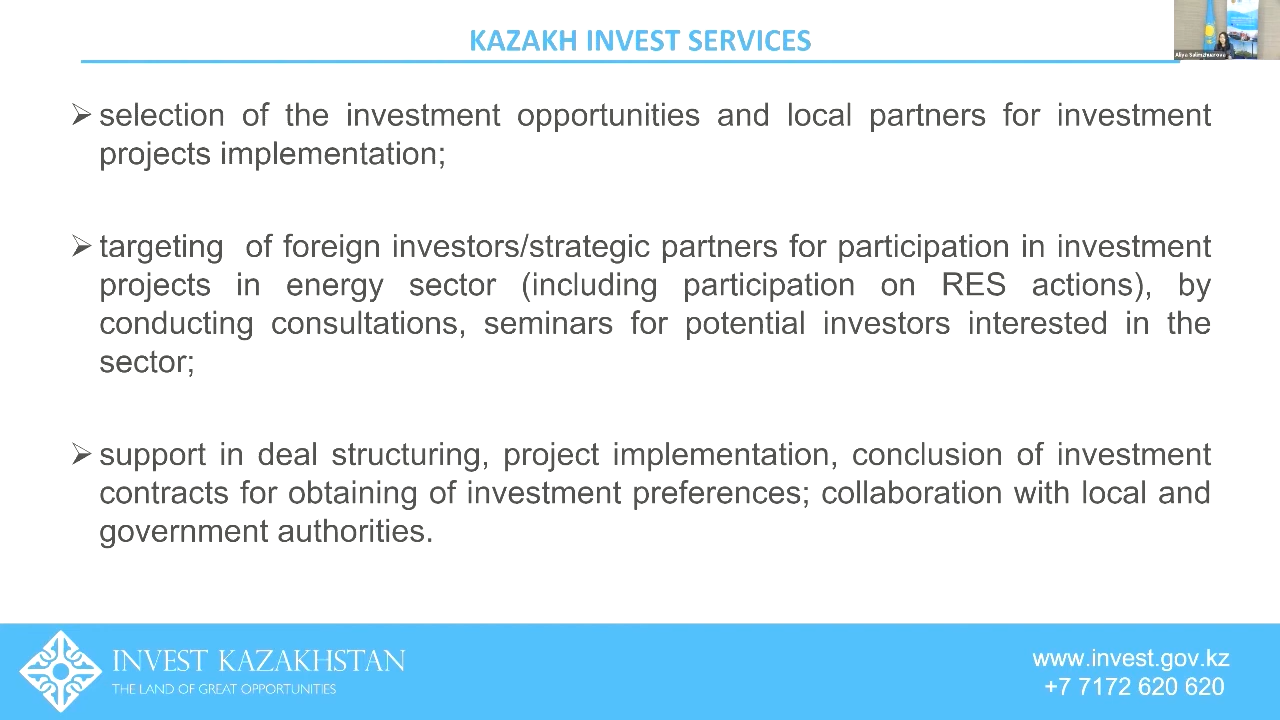 KAZAKH INVEST SERVICES
➢ selection of the investment opportunities and local partners for investment
projects implementation;
➢ targeting of foreign investors/strategic partners for participation in investment
projects in energy sector (including participation on RES actions), by
conducting consultations, seminars for potential investors interested in the
sector;
➢ support in deal structuring, project implementation, conclusion of investment
contracts for obtaining of investment preferences; collaboration with local and
government authorities.
INVEST KAZAKHSTAN
THE LAND OF GREAT OPPORTUNITIES
www.invest.gov.kz
+7 7172 620 620